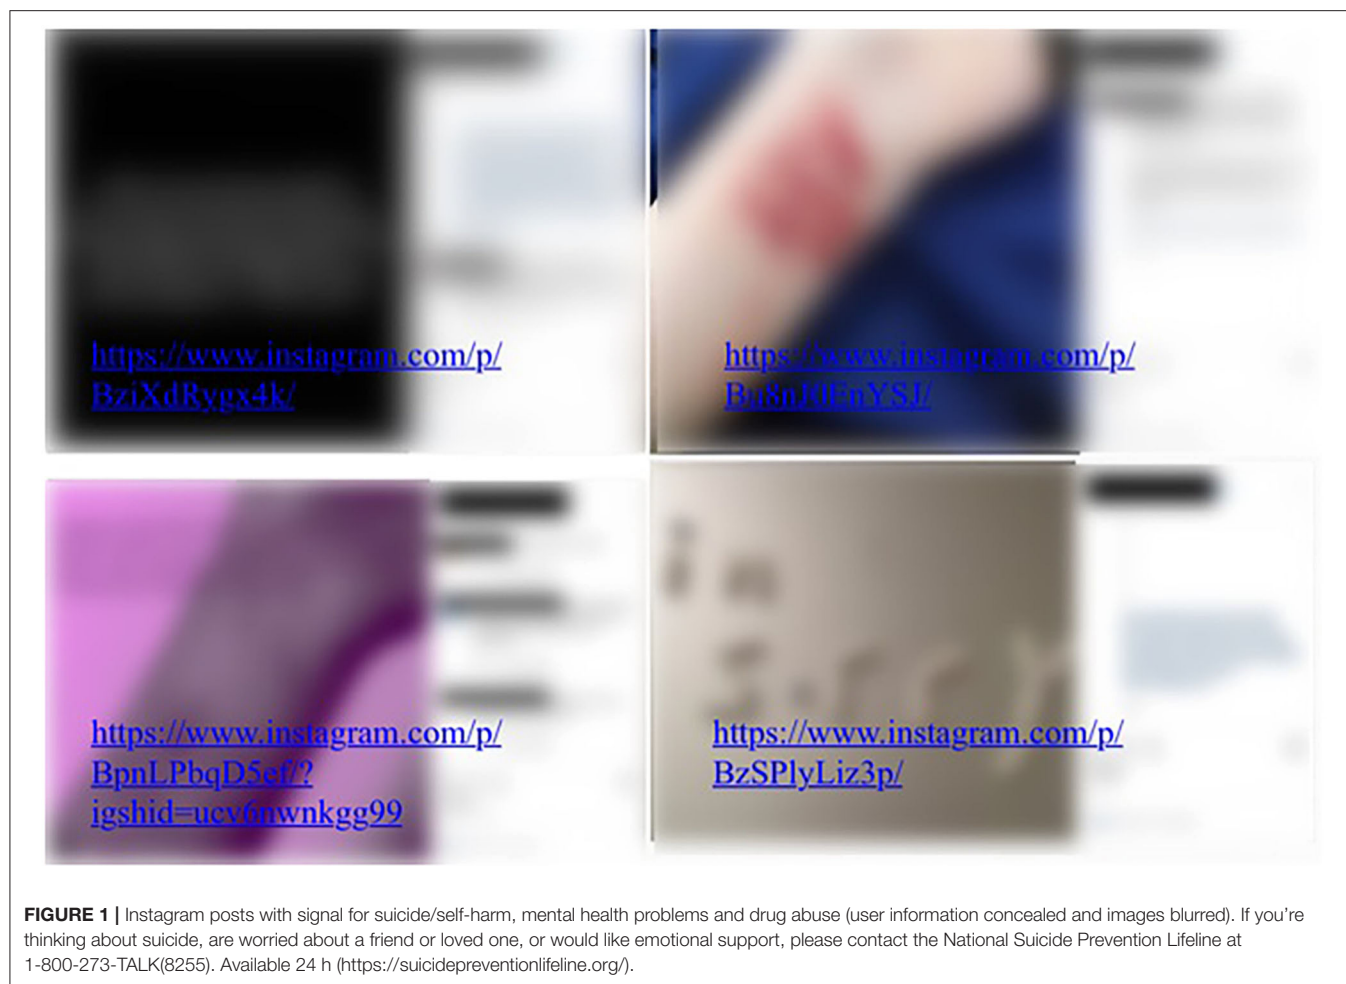 https://www.instagram.com/p/
BziXdRygx4k/
https://www.instagram.com/p/
Bu8nJ0EnYSJ/
https://www.instagram.com/p/
BpnLPbqD5ef/?
igshid=ucv6nwnkgg99
https://www.instagram.com/p/
BzSPlyLiz3p/
FIGURE 1 | Instagram posts with signal for suicide/self-harm, mental health problems and drug abuse (user information concealed and images blurred). If you're
thinking about suicide, are worried about a friend or loved one, or would like emotional support, please contact the National Suicide Prevention Lifeline at
1-800-273-TALK(8255). Available 24 h (https://suicidepreventionlifeline.org/).